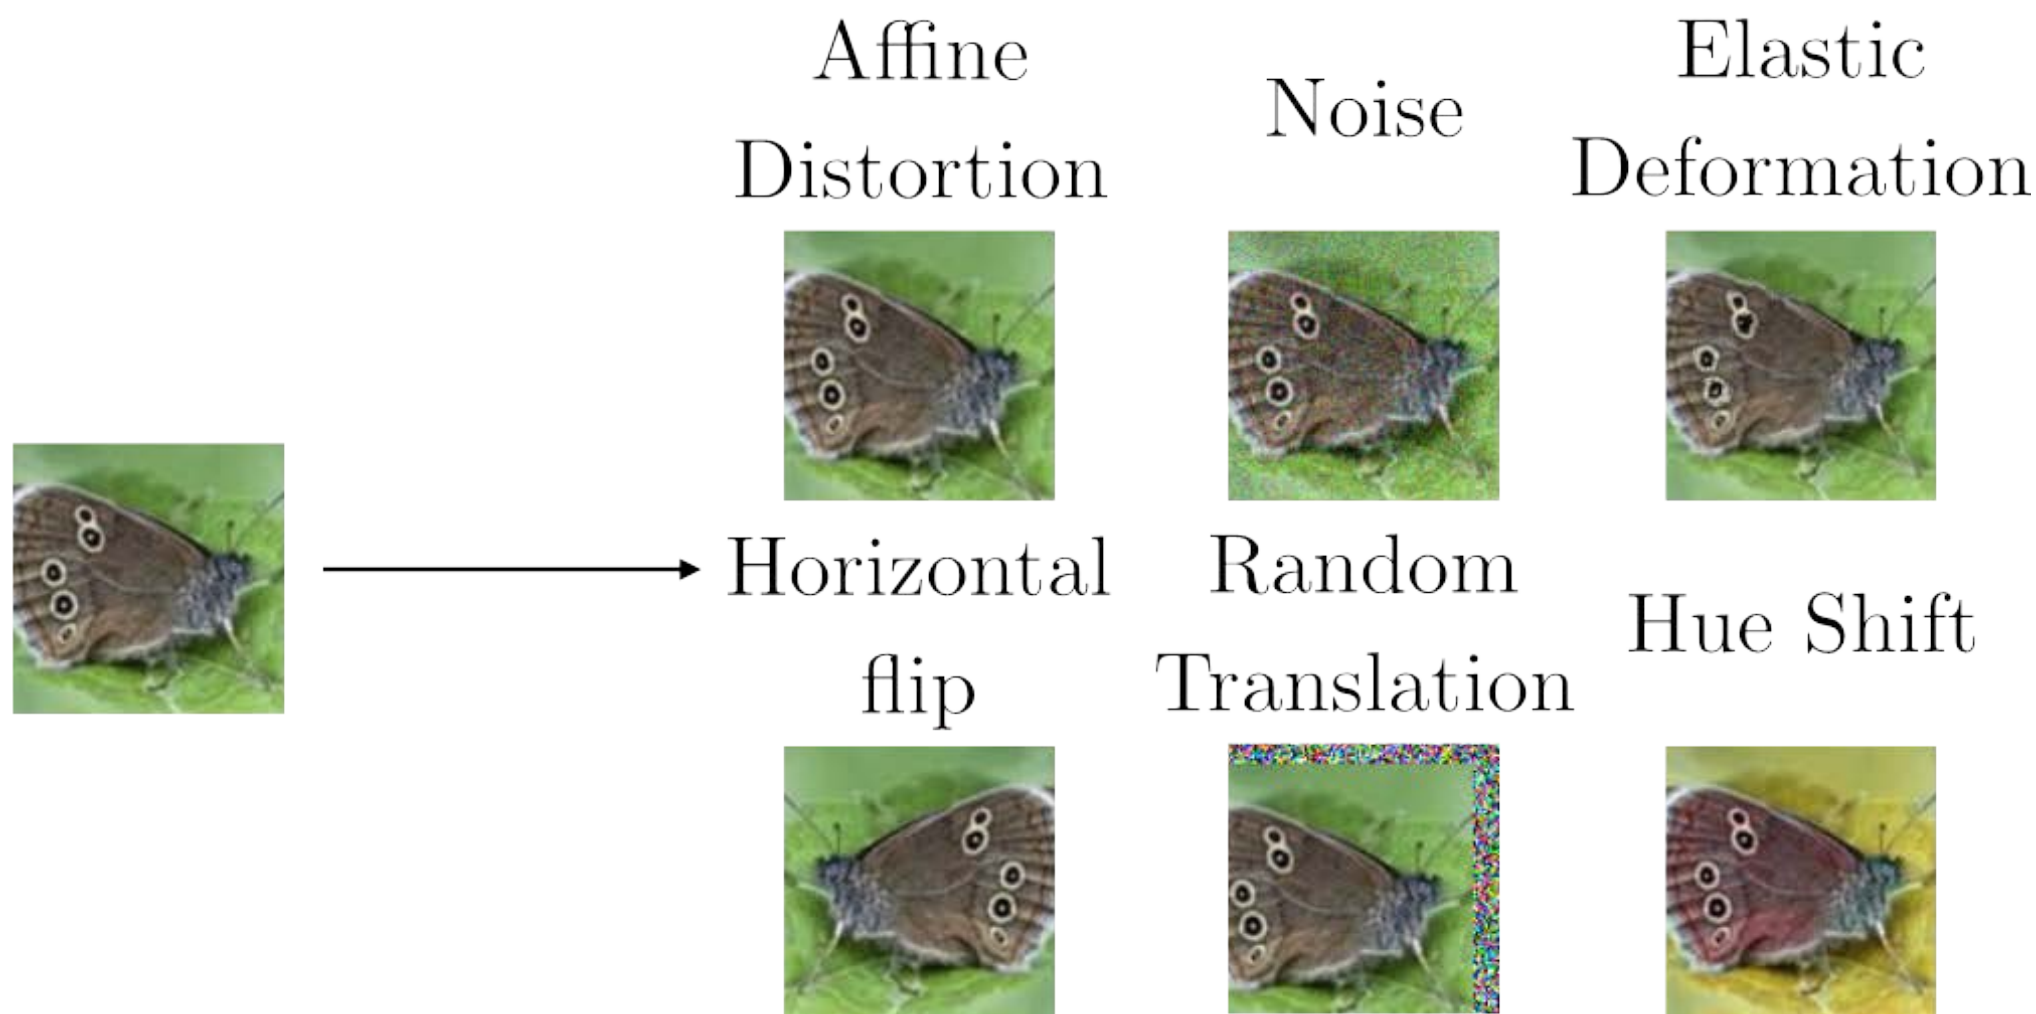 Affine
Distortion
Noise
Elastic
Deformation
Horizontal
flip
Random
Translation
Hue Shift